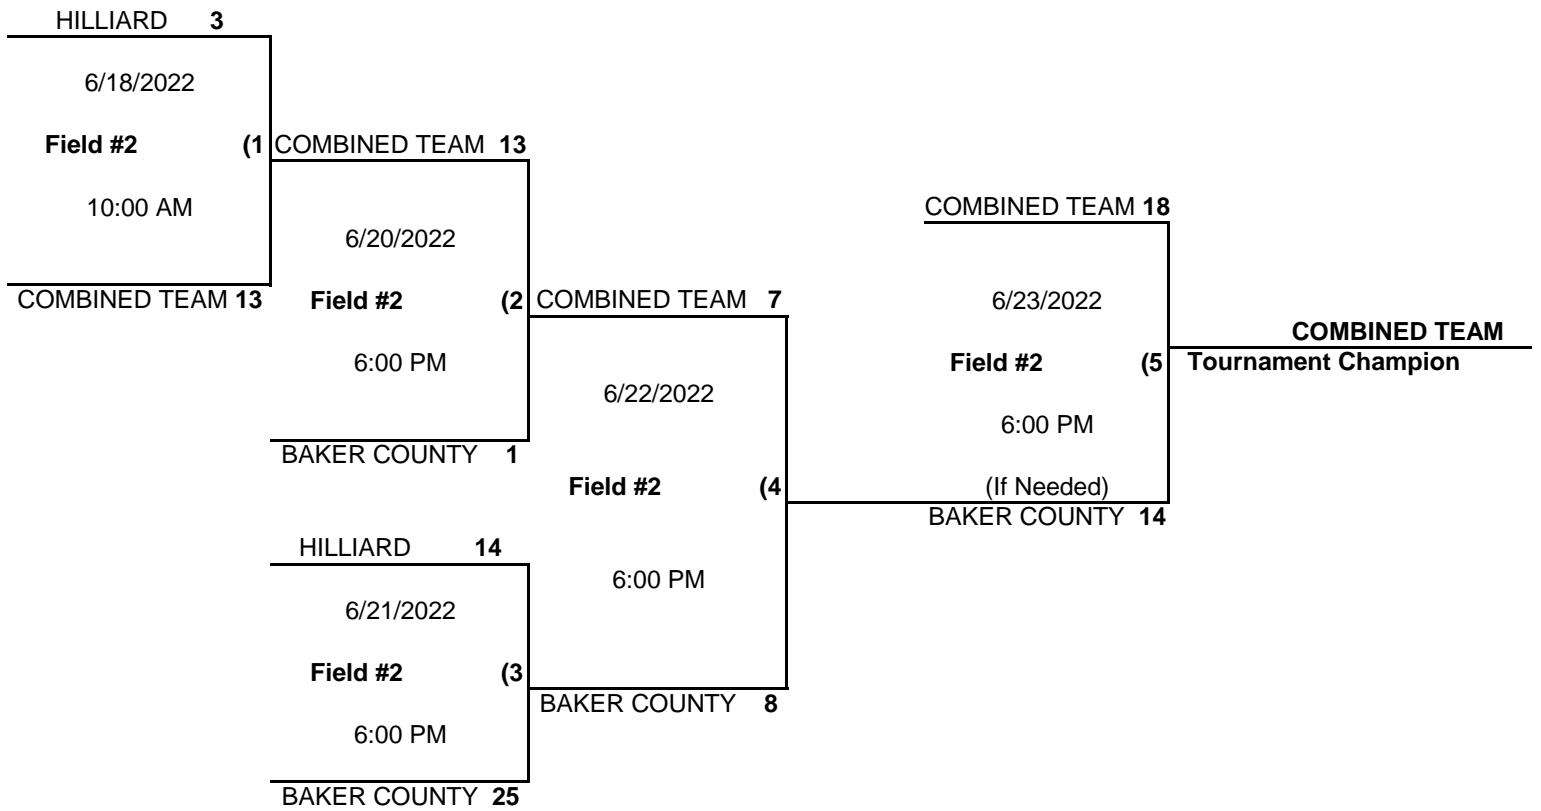 HILLIARD 3
6/18/2022
Field #2 (1
10:00 AM
COMBINED TEAM 13
COMBINED TEAM 13
6/20/2022
Field #2 (2
6:00 PM
BAKER COUNTY 1
HILLIARD 14
6/21/2022
Field #2 (3
6:00 PM
BAKER COUNTY 25
COMBINED TEAM 7
6/22/2022
Field #2 (4
6:00 PM
BAKER COUNTY 8
COMBINED TEAM 18
6/23/2022
Field #2 (5
6:00 PM
(If Needed)
BAKER COUNTY 14
COMBINED TEAM
Tournament Champion